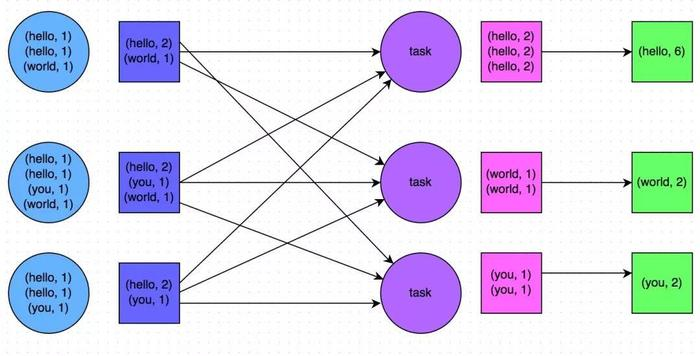 (hello, 1)
(hello, 1)
(world, 1)
(hello, 2)
(world, 1)
task
(hello, 2)
(hello, 2)
(hello, 2)
(hello, 6)
(hello, 1)
(hello, 1)
(you, 1)
(world, 1)
(hello, 2)
(you, 1)
(world, 1)
task
(world, 1)
(world, 1)
(world, 2)
(hello, 1)
(hello, 1)
(you, 1)
(hello, 2)
(you, 1)
task
(you, 1)
(you, 1)
(you, 2)